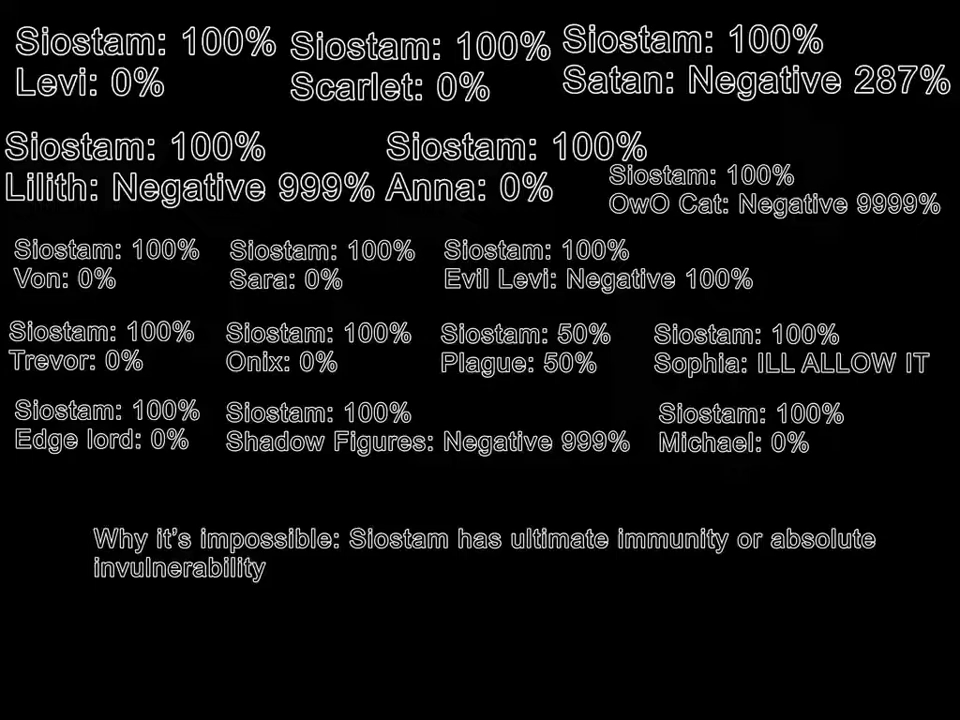 Siostam: 100%
Levi: 0%
Siostam: 100%
Scarlet: 0%
Siostam: 100%
Satan: Negative 287%
Siostam: 100%
Lilith: Negative 999%
Siostam: 100%
Anna: 0%
Siostam: 100%
OwO Cat: Negative 9999%
Siostam: 100%
Von: 0%
Siostam: 100%
Sara: 0%
Siostam: 100%
Evil Levi: Negative 100%
Siostam: 100%
Trevor: 0%
Siostam: 100%
Onix: 0%
Siostam: 50%
Plague: 50%
Siostam: 100%
Sophia: ILL ALLOW IT
Siostam: 100%
Edge lord: 0%
Siostam: 100%
Shadow Figures: Negative 999%
Siostam: 100%
Michael: 0%
Why it's impossible: Siostam has ultimate immunity or absolute
invulnerability